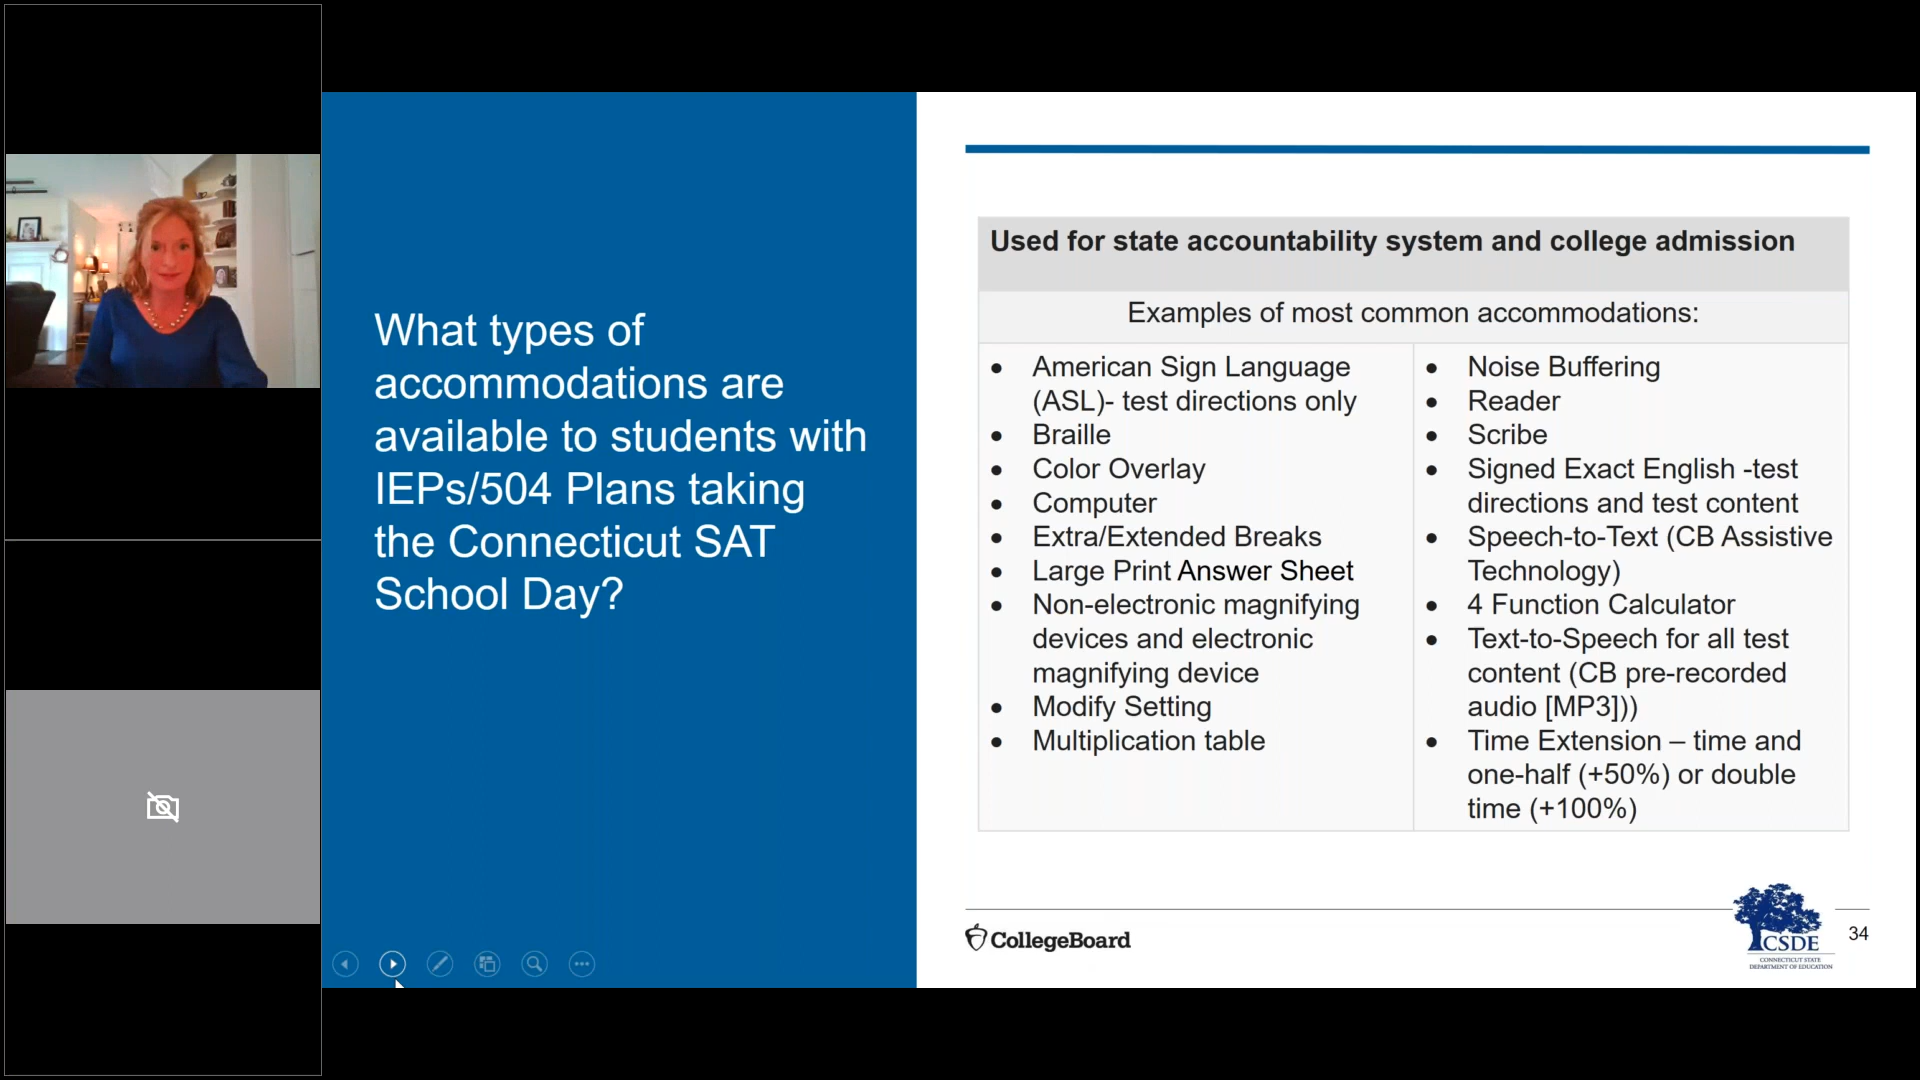 What types of
accommodations are
available to students with
IEPs/504 Plans taking
the Connecticut SAT
School Day?
Used for state accountability system and college admission
Examples of most common accommodations:
• American Sign Language
(ASL)- test directions only
• Braille
• Color Overlay
• Computer
• Extra/Extended Breaks
• Large Print Answer Sheet
• Non-electronic magnifying
devices and electronic
magnifying device
• Modify Setting
• Multiplication table
• Noise Buffering
• Reader
• Scribe
• Signed Exact English -test
directions and test content
• Speech-to-Text (CB Assistive
Technology)
• 4 Function Calculator
• Text-to-Speech for all test
content (CB pre-recorded
audio [MP3]))
• Time Extension – time and
one-half (+50%) or double
time (+100%)
CollegeBoard
CSDE
CONNECTICUT STATE
DEPARTMENT OF EDUCATION
34